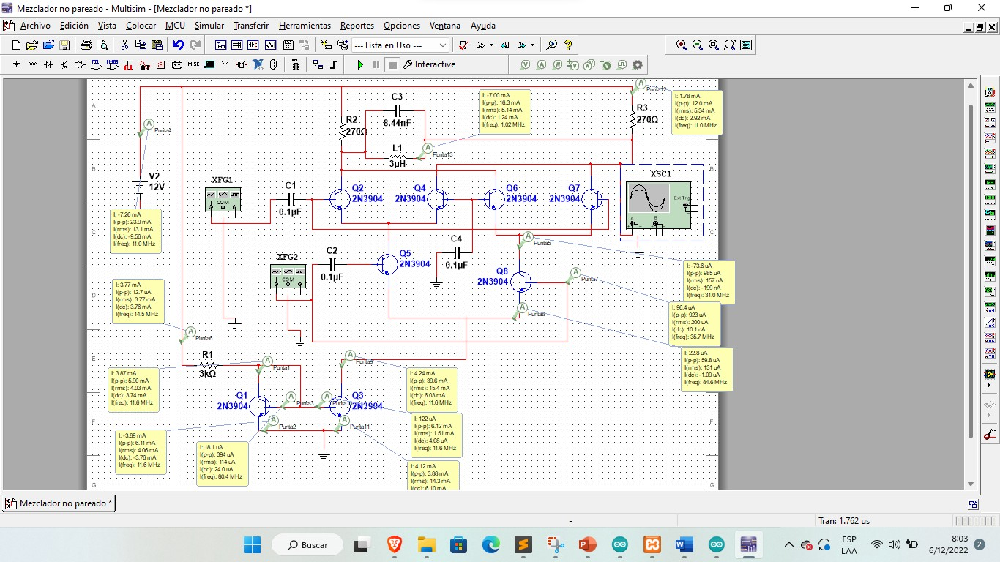 Mezclador no pareado - Multisim - [Mezclador no pareado *]
Archivo Edición Vista Colocar MCU Simular Transferir Herramientas Reportes Opciones Ventana Ayuda
--- Lista en Uso ---
Interactive
A
Punta4
V2
12V
I: -7.26 mA
I(p-p): 23.9 mA
I(rms): 13.1 mA
I(dc): -9.56 mA
I(freq): 11.0 MHz
R2
270Ω
C3
8.44nF
L1
3µH
A
Punta13
I: -7.00 mA
I(p-p): 16.3 mA
I(rms): 5.14 mA
I(dc): 1.24 mA
I(freq): 1.02 MHz
A
Punta12
R3
270Ω
I: 1.78 mA
I(p-p): 12.0 mA
I(rms): 5.34 mA
I(dc): 2.92 mA
I(freq): 11.0 MHz
XFG1
COM
C1
0.1µF
Q2
2N3904
Q4
2N3904
Q6
2N3904
Q7
2N3904
XSC1
Ext Trig
A
B
XFG2
COM
C2
0.1µF
Q5
2N3904
C4
0.1µF
Q8
2N3904
A
Punta5
I: -73.6 uA
I(p-p): 985 uA
I(rms): 157 uA
I(dc): -199 nA
I(freq): 31.0 MHz
A
Punta7
I: 96.4 uA
I(p-p): 923 uA
I(rms): 200 uA
I(dc): 10.1 nA
I(freq): 35.7 MHz
A
I: 22.8 uA
I(p-p): 59.8 uA
I(rms): 131 uA
I(dc): -1.09 uA
I(freq): 84.6 MHz
I: 3.77 mA
I(p-p): 12.7 uA
I(rms): 3.77 mA
I(dc): 3.76 mA
I(freq): 14.5 MHz
A
R1
3kΩ
A
Punta1
I: 3.87 mA
I(p-p): 5.90 mA
I(rms): 4.03 mA
I(dc): 3.74 mA
I(freq): 11.6 MHz
A
Punta9
I: 4.24 mA
I(p-p): 39.6 mA
I(rms): 15.4 mA
I(dc): 6.03 mA
I(freq): 11.6 MHz
Q1
2N3904
A
Punta3
A
Q3
2N3904
A
Punta2
A
Punta11
I: 122 uA
I(p-p): 6.12 mA
I(rms): 1.51 mA
I(dc): 4.08 uA
I(freq): 11.6 MHz
I: -3.89 mA
I(p-p): 6.11 mA
I(rms): 4.06 mA
I(dc): -3.76 mA
I(freq): 11.6 MHz
I: 18.1 uA
I(p-p): 394 uA
I(rms): 114 uA
I(dc): 24.0 uA
I(freq): 80.4 MHz
I: 4.12 mA
I(p-p): 3.88 mA
I(rms): 14.3 mA
I(dc): 6.10 mA
Mezclador no pareado *
-
Tran: 1.762 us
Buscar
ESP
LAA
8:03
6/12/2022
2